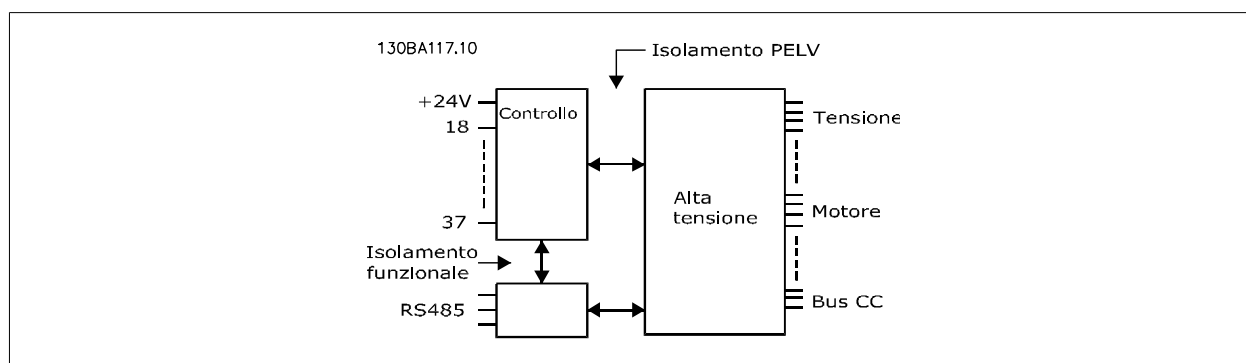 130BA117.10
Isolamento PELV
+24V
Controllo
18
Tensione
Alta
tensione
37
Motore
Isolamento
funzionale
RS485
Bus CC